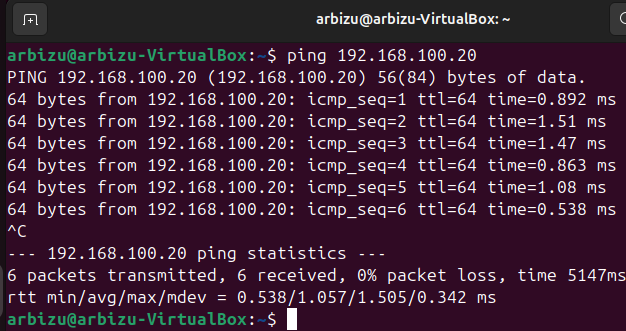 arbizu@arbizu-VirtualBox: ~
arbizu@arbizu-VirtualBox:~$ ping 192.168.100.20
PING 192.168.100.20 (192.168.100.20) 56(84) bytes of data.
64 bytes from 192.168.100.20: icmp_seq=1 ttl=64 time=0.892 ms
64 bytes from 192.168.100.20: icmp_seq=2 ttl=64 time=1.51 ms
64 bytes from 192.168.100.20: icmp_seq=3 ttl=64 time=1.47 ms
64 bytes from 192.168.100.20: icmp_seq=4 ttl=64 time=0.863 ms
64 bytes from 192.168.100.20: icmp_seq=5 ttl=64 time=1.08 ms
64 bytes from 192.168.100.20: icmp_seq=6 ttl=64 time=0.538 ms
^C
--- 192.168.100.20 ping statistics ---
6 packets transmitted, 6 received, 0% packet loss, time 5147ms
rtt min/avg/max/mdev = 0.538/1.057/1.505/0.342 ms
arbizu@arbizu-VirtualBox:~$